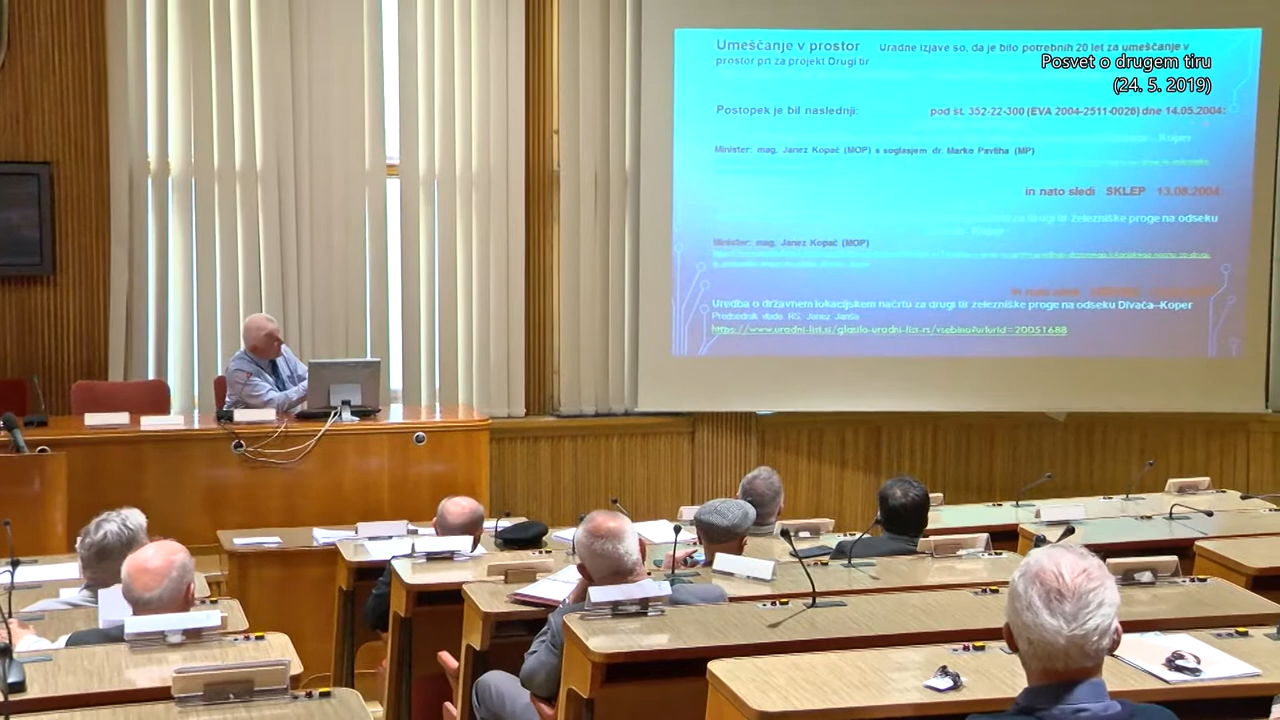 Umeščanje v prostor Uradne izjave so, da je bilo potrebnih 20 let za umeščanje v
prostor pri za projekt Drugi tir
Posvet o drugem tiru
(24. 5. 2019)
Postopek je bil naslednji: pod št. 352-22-300 (EVA 2004-2511-0026) dne 14.05.2004:
Koper
Minister: mag. Janez Kopač (MOP) s soglasjem dr. Marko Pavliha (MP)
in nato sledi SKLEP 13.08.2004:
za drugi tir železniške proge na odseku
Koper
Minister: mag. Janez Kopač (MOP)
Uredba o državnem lokacijskem načrtu za drugi tir železniške proge na odseku Divača–Koper
Predsednik vlade RS: Janez Janša
https://www.uradni-list.si/glasilo-uradni-list-rs/vsebina?urlurid=20051688